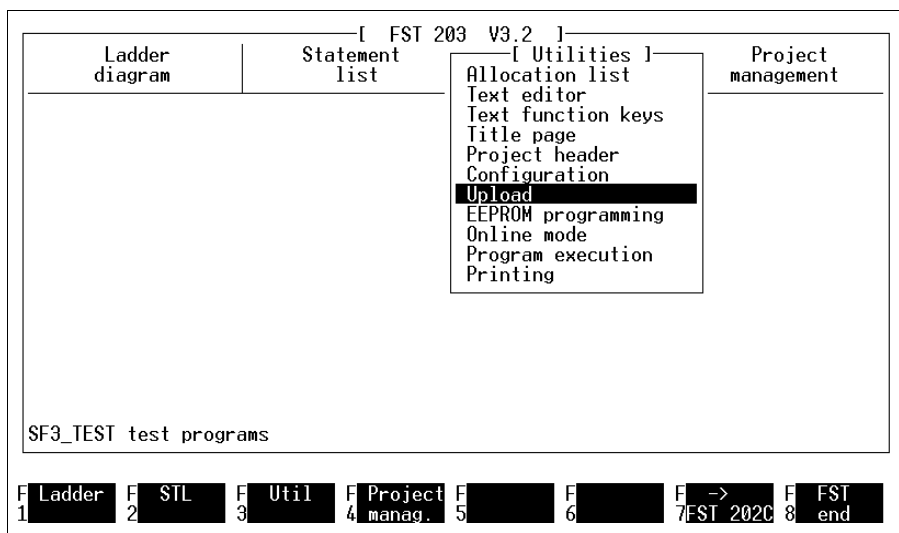 [ FST 203 V3.2 ]
Ladder diagram
Statement list
[ Utilities ]
Allocation list
Text editor
Text function keys
Title page
Project header
Configuration
Upload
EEPROM programming
Online mode
Program execution
Printing
Project management
SF3_TEST test programs
F1 Ladder
F2 STL
F3 Util
F4 Project manag.
F5
F6
F7 -> FST 202C
F8 FST end